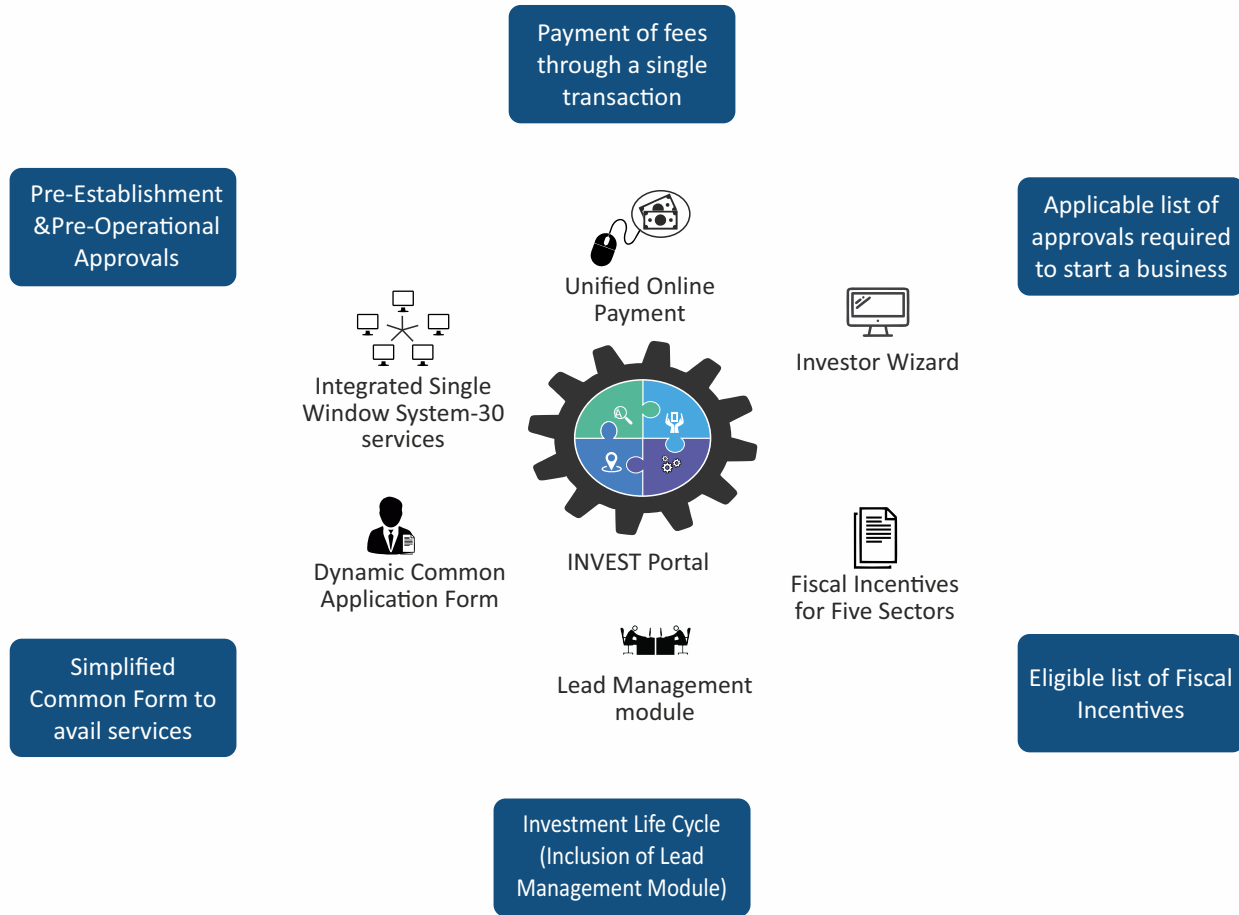 Payment of fees
through a single
transaction
Pre-Establishment
&Pre-Operational
Approvals
Applicable list of
approvals required
to start a business
Unified Online
Payment
Investor Wizard
Integrated Single
Window System-30
services
INVEST Portal
Dynamic Common
Application Form
Fiscal Incentives
for Five Sectors
Lead Management
module
Simplified
Common Form to
avail services
Eligible list of Fiscal
Incentives
Investment Life Cycle
(Inclusion of Lead
Management Module)